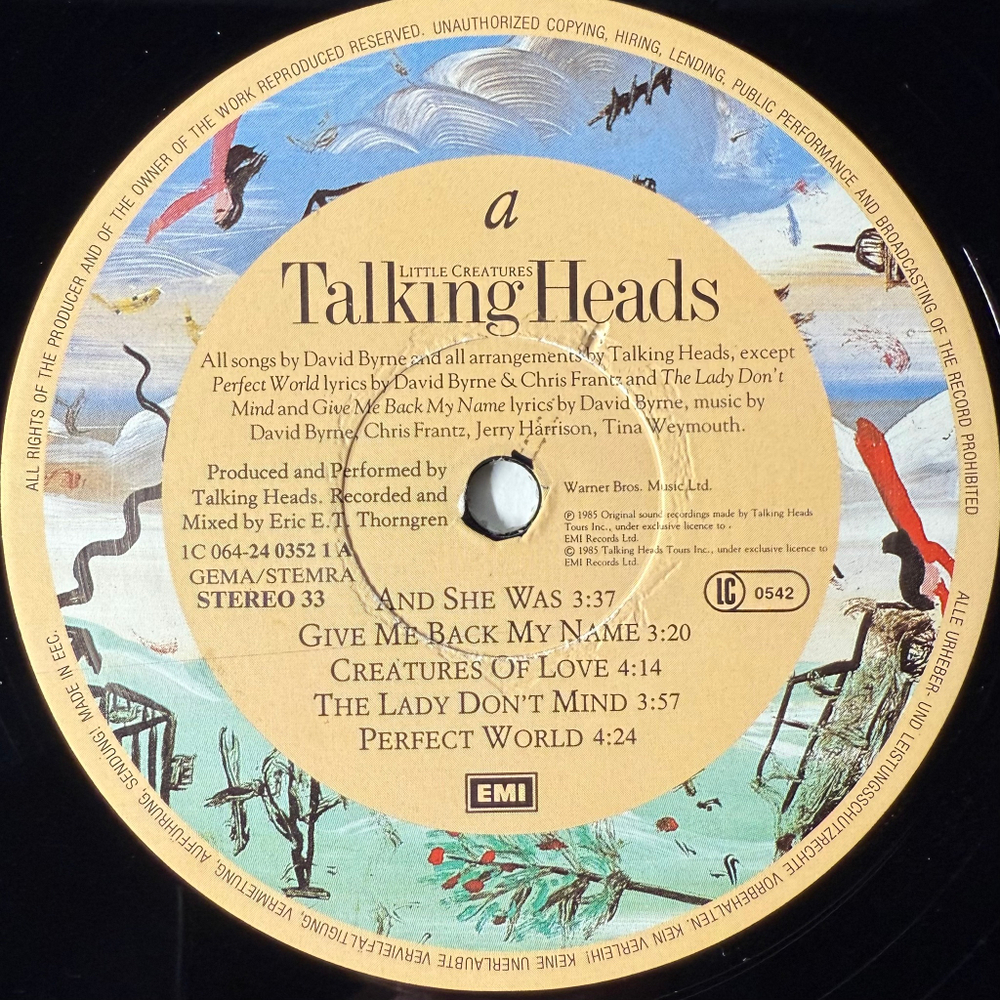 ALL RIGHTS OF THE PRODUCER AND OF THE OWNER OF THE WORK REPRODUCED RESERVED. UNAUTHORIZED COPYING, HIRING, LENDING. PUBLIC PERFORMANCE AND BROADCASTING OF THE RECORD PROHIBITED
ALLE URHEBER- UND LEISTUNGSSCHUTZRECHTE VORBEHALTEN. KEIN VERLEIH! KEINE UNERLAUBTE VERVIELFÄLTIGUNG, VERMIETUNG, AUFFÜHRUNG, SENDUNG! MADE IN EEC.
a
LITTLE CREATURES
Talking Heads
All songs by David Byrne and all arrangements by Talking Heads, except
Perfect World lyrics by David Byrne & Chris Frantz and The Lady Don't
Mind and Give Me Back My Name lyrics by David Byrne, music by
David Byrne, Chris Frantz, Jerry Harrison, Tina Weymouth.
Produced and Performed by
Talking Heads. Recorded and
Mixed by Eric E.T. Thorngren
1C 064-24 0352 1 A
GEMA/STEMRA
STEREO 33
Warner Bros. Music Ltd.
℗ 1985 Original sound recordings made by Talking Heads
Tours Inc., under exclusive licence to .
EMI Records Ltd.
© 1985 Talking Heads Tours Inc., under exclusive licence to
EMI Records Ltd.
LC 0542
AND SHE WAS 3:37
GIVE ME BACK MY NAME 3:20
CREATURES OF LOVE 4:14
THE LADY DON'T MIND 3:57
PERFECT WORLD 4:24
EMI